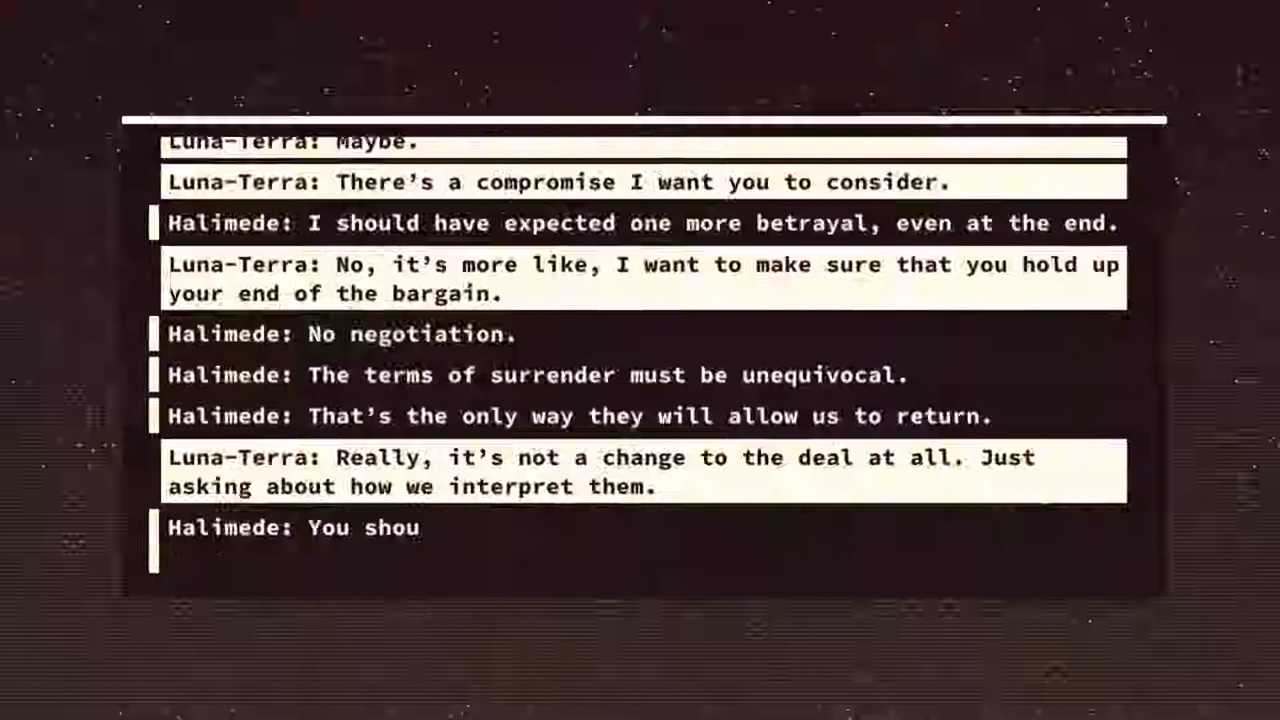 Luna-Terra: Maybe.
Luna-Terra: There’s a compromise I want you to consider.
Halimede: I should have expected one more betrayal, even at the end.
Luna-Terra: No, it’s more like, I want to make sure that you hold up
your end of the bargain.
Halimede: No negotiation.
Halimede: The terms of surrender must be unequivocal.
Halimede: That’s the only way they will allow us to return.
Luna-Terra: Really, it’s not a change to the deal at all. Just
asking about how we interpret them.
Halimede: You shou